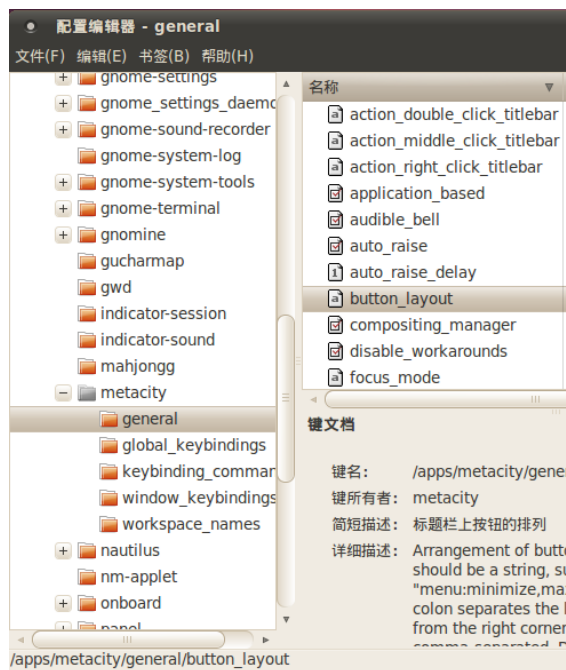 配置编辑器 - general
文件(F) 编辑(E) 书签(B) 帮助(H)
gnome-settings
gnome_settings_daemo
gnome-sound-recorder
gnome-system-log
gnome-system-tools
gnome-terminal
gnomine
gucharmap
gwd
indicator-session
indicator-sound
mahjongg
metacity
general
global_keybindings
keybinding_comman
window_keybindings
workspace_names
nautilus
nm-applet
onboard
panel
名称
action_double_click_titlebar
action_middle_click_titlebar
action_right_click_titlebar
application_based
audible_bell
auto_raise
auto_raise_delay
button_layout
compositing_manager
disable_workarounds
focus_mode
键文档
键名: /apps/metacity/gene
键所有者: metacity
简短描述: 标题栏上按钮的排列
详细描述: Arrangement of butt
should be a string, su
"menu:minimize,ma
colon separates the
from the right corner
/apps/metacity/general/button_layout